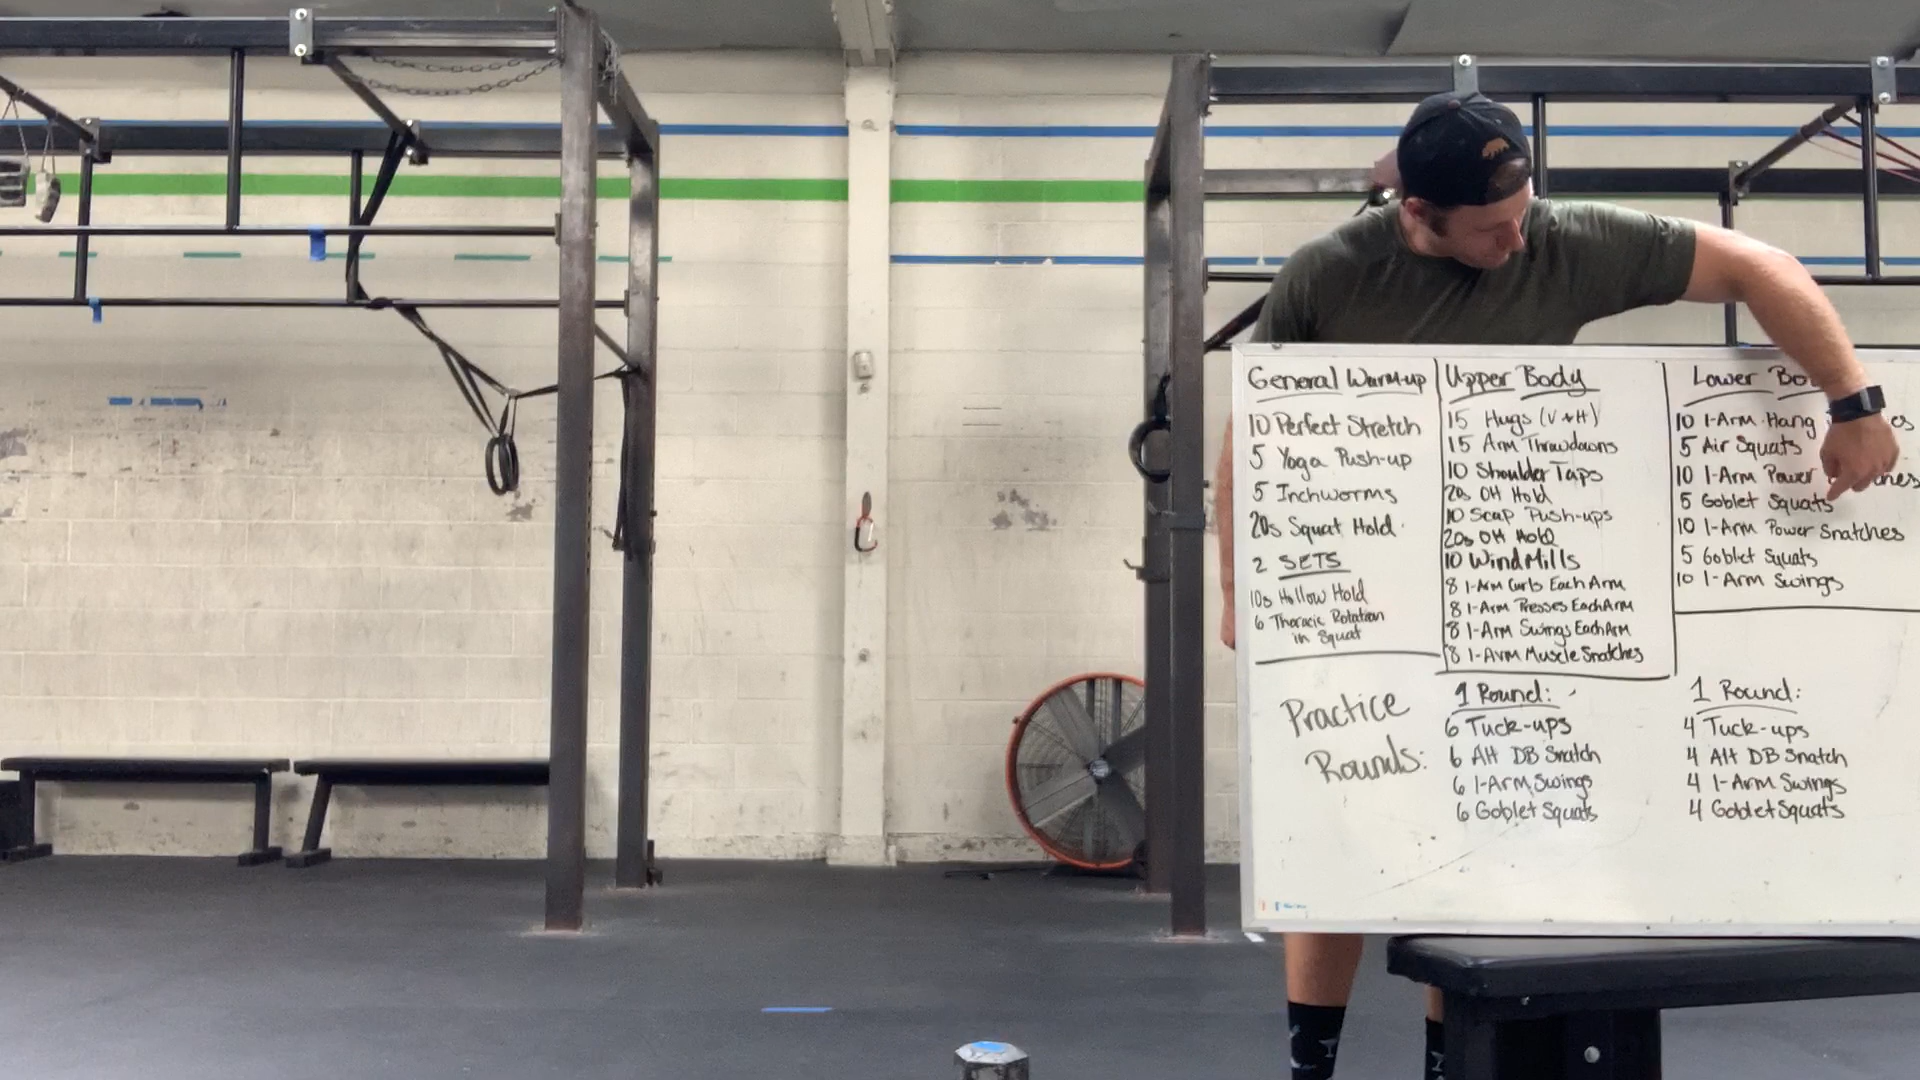 General Warm-up
10 Perfect Stretch
5 Yoga Push-up
5 Inchworms
20s Squat Hold
2 SETS
10s Hollow Hold
6 Thoracic Rotation
in Squat
Upper Body
15 Hugs (V+H)
15 Arm Throwdowns
10 Shoulder Taps
20s OH Hold
10 Scap Push-ups
20s OH Hold
10 WindMills
8 1-Arm Curls Each Arm
8 1-Arm Presses Each Arm
8 1-Arm Swings Each Arm
8 1-Arm Muscle Snatches
Lower
10 1-Arm Hang
5 Air Squats
10 1-Arm Power
5 Goblet Squats
10 1-Arm Power Snatches
5 Goblet Squats
10 1-Arm Swings
Practice
Rounds:
1 Round:
6 Tuck-ups
6 Alt DB Snatch
6 1-Arm Swings
6 Goblet Squats
1 Round:
4 Tuck-ups
4 Alt DB Snatch
4 1-Arm Swings
4 Goblet Squats